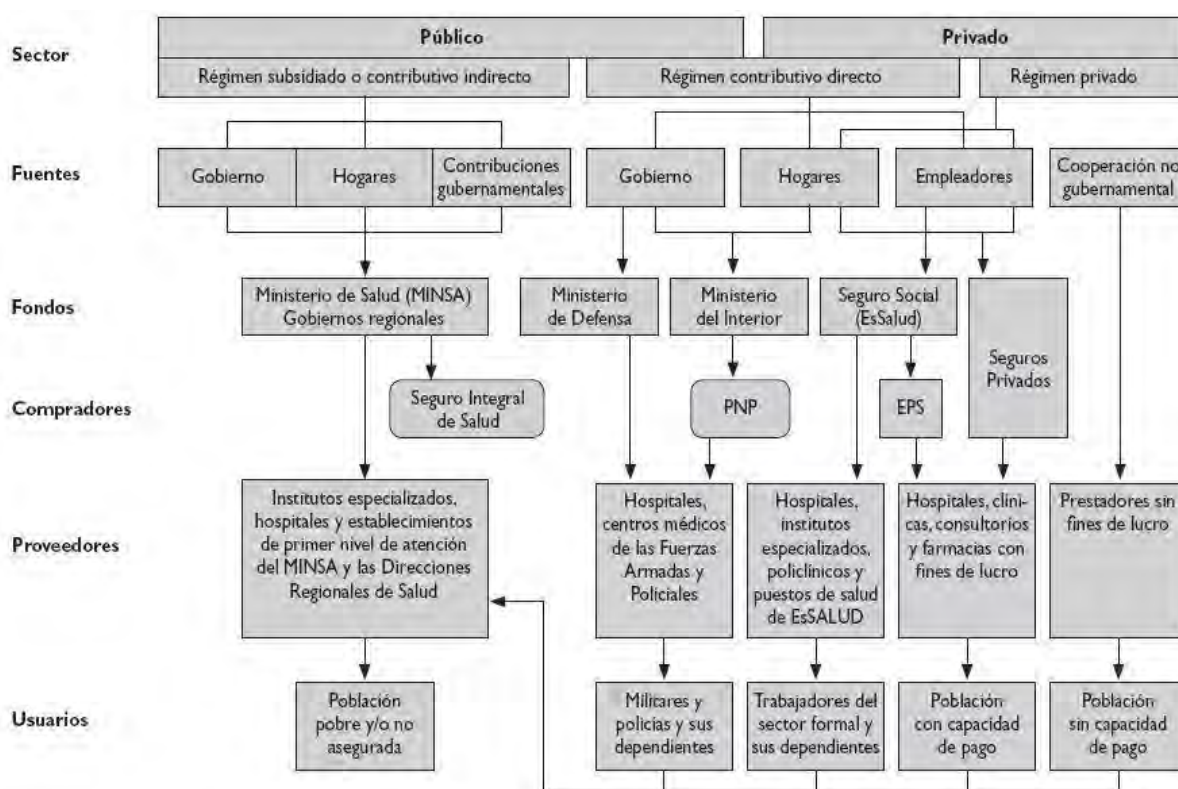 Sector
Público
Privado
Régimen subsidiado o contributivo indirecto
Régimen contributivo directo
Régimen privado
Fuentes
Gobierno
Hogares
Contribuciones
gubernamentales
Gobierno
Hogares
Empleadores
Cooperación no
gubernamental
Fondos
Ministerio de Salud (MINSA)
Gobiernos regionales
Ministerio
de Defensa
Ministerio
del Interior
Seguro Social
(EsSalud)
Seguros
Privados
Compradores
Seguro Integral
de Salud
PNP
EPS
Proveedores
Institutos especializados,
hospitales y establecimientos
de primer nivel de atención
del MINSA y las Direcciones
Regionales de Salud
Hospitales,
centros médicos
de las Fuerzas
Armadas y
Policiales
Hospitales,
institutos
especializados,
policlínicos y
puestos de salud
de EsSALUD
Hospitales, clíni-
cas, consultorios
y farmacias con
fines de lucro
Prestadores sin
fines de lucro
Usuarios
Población
pobre y/o no
asegurada
Militares y
policias y sus
dependientes
Trabajadores del
sector formal y
sus dependientes
Población
con capacidad
de pago
Población
sin capacidad
de pago